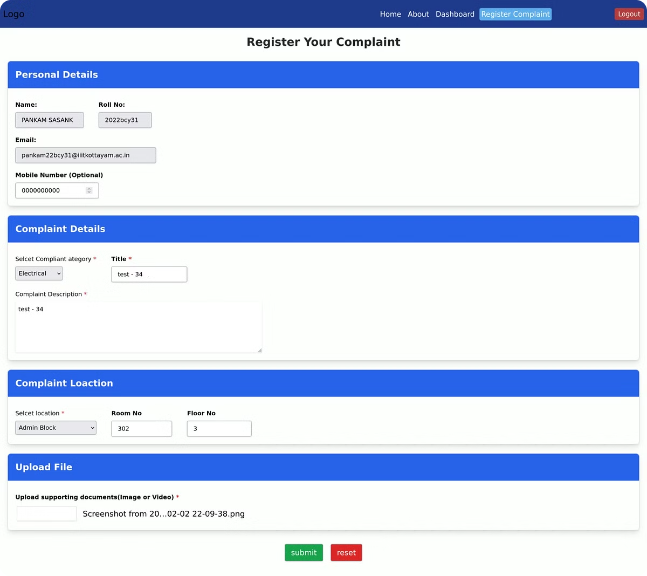 Logo Home About Dashboard Register Complaint Logout
Register Your Complaint
Personal Details
Name: Roll No:
PANKAM SASANK 2022bcy31
Email:
pankam22bcy31@iiitkottayam.ac.in
Mobile Number (Optional)
0000000000
Complaint Details
Selcet Compliant ategory * Title *
Electrical test - 34
Complaint Description *
test - 34
Complaint Loaction
Selcet location * Room No Floor No
Admin Block 302 3
Upload File
Upload supporting documents(Image or Video) *
Screenshot from 20...02-02 22-09-38.png
submit reset